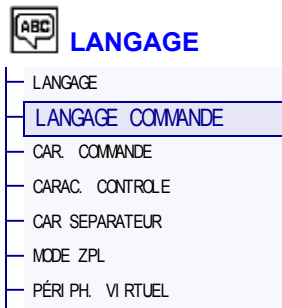 ABC
LANGAGE
LANGAGE
LANGAGE COMMANDE
CAR. COMMANDE
CARAC. CONTROLE
CAR SEPARATEUR
MODE ZPL
PÉRIPH. VIRTUEL